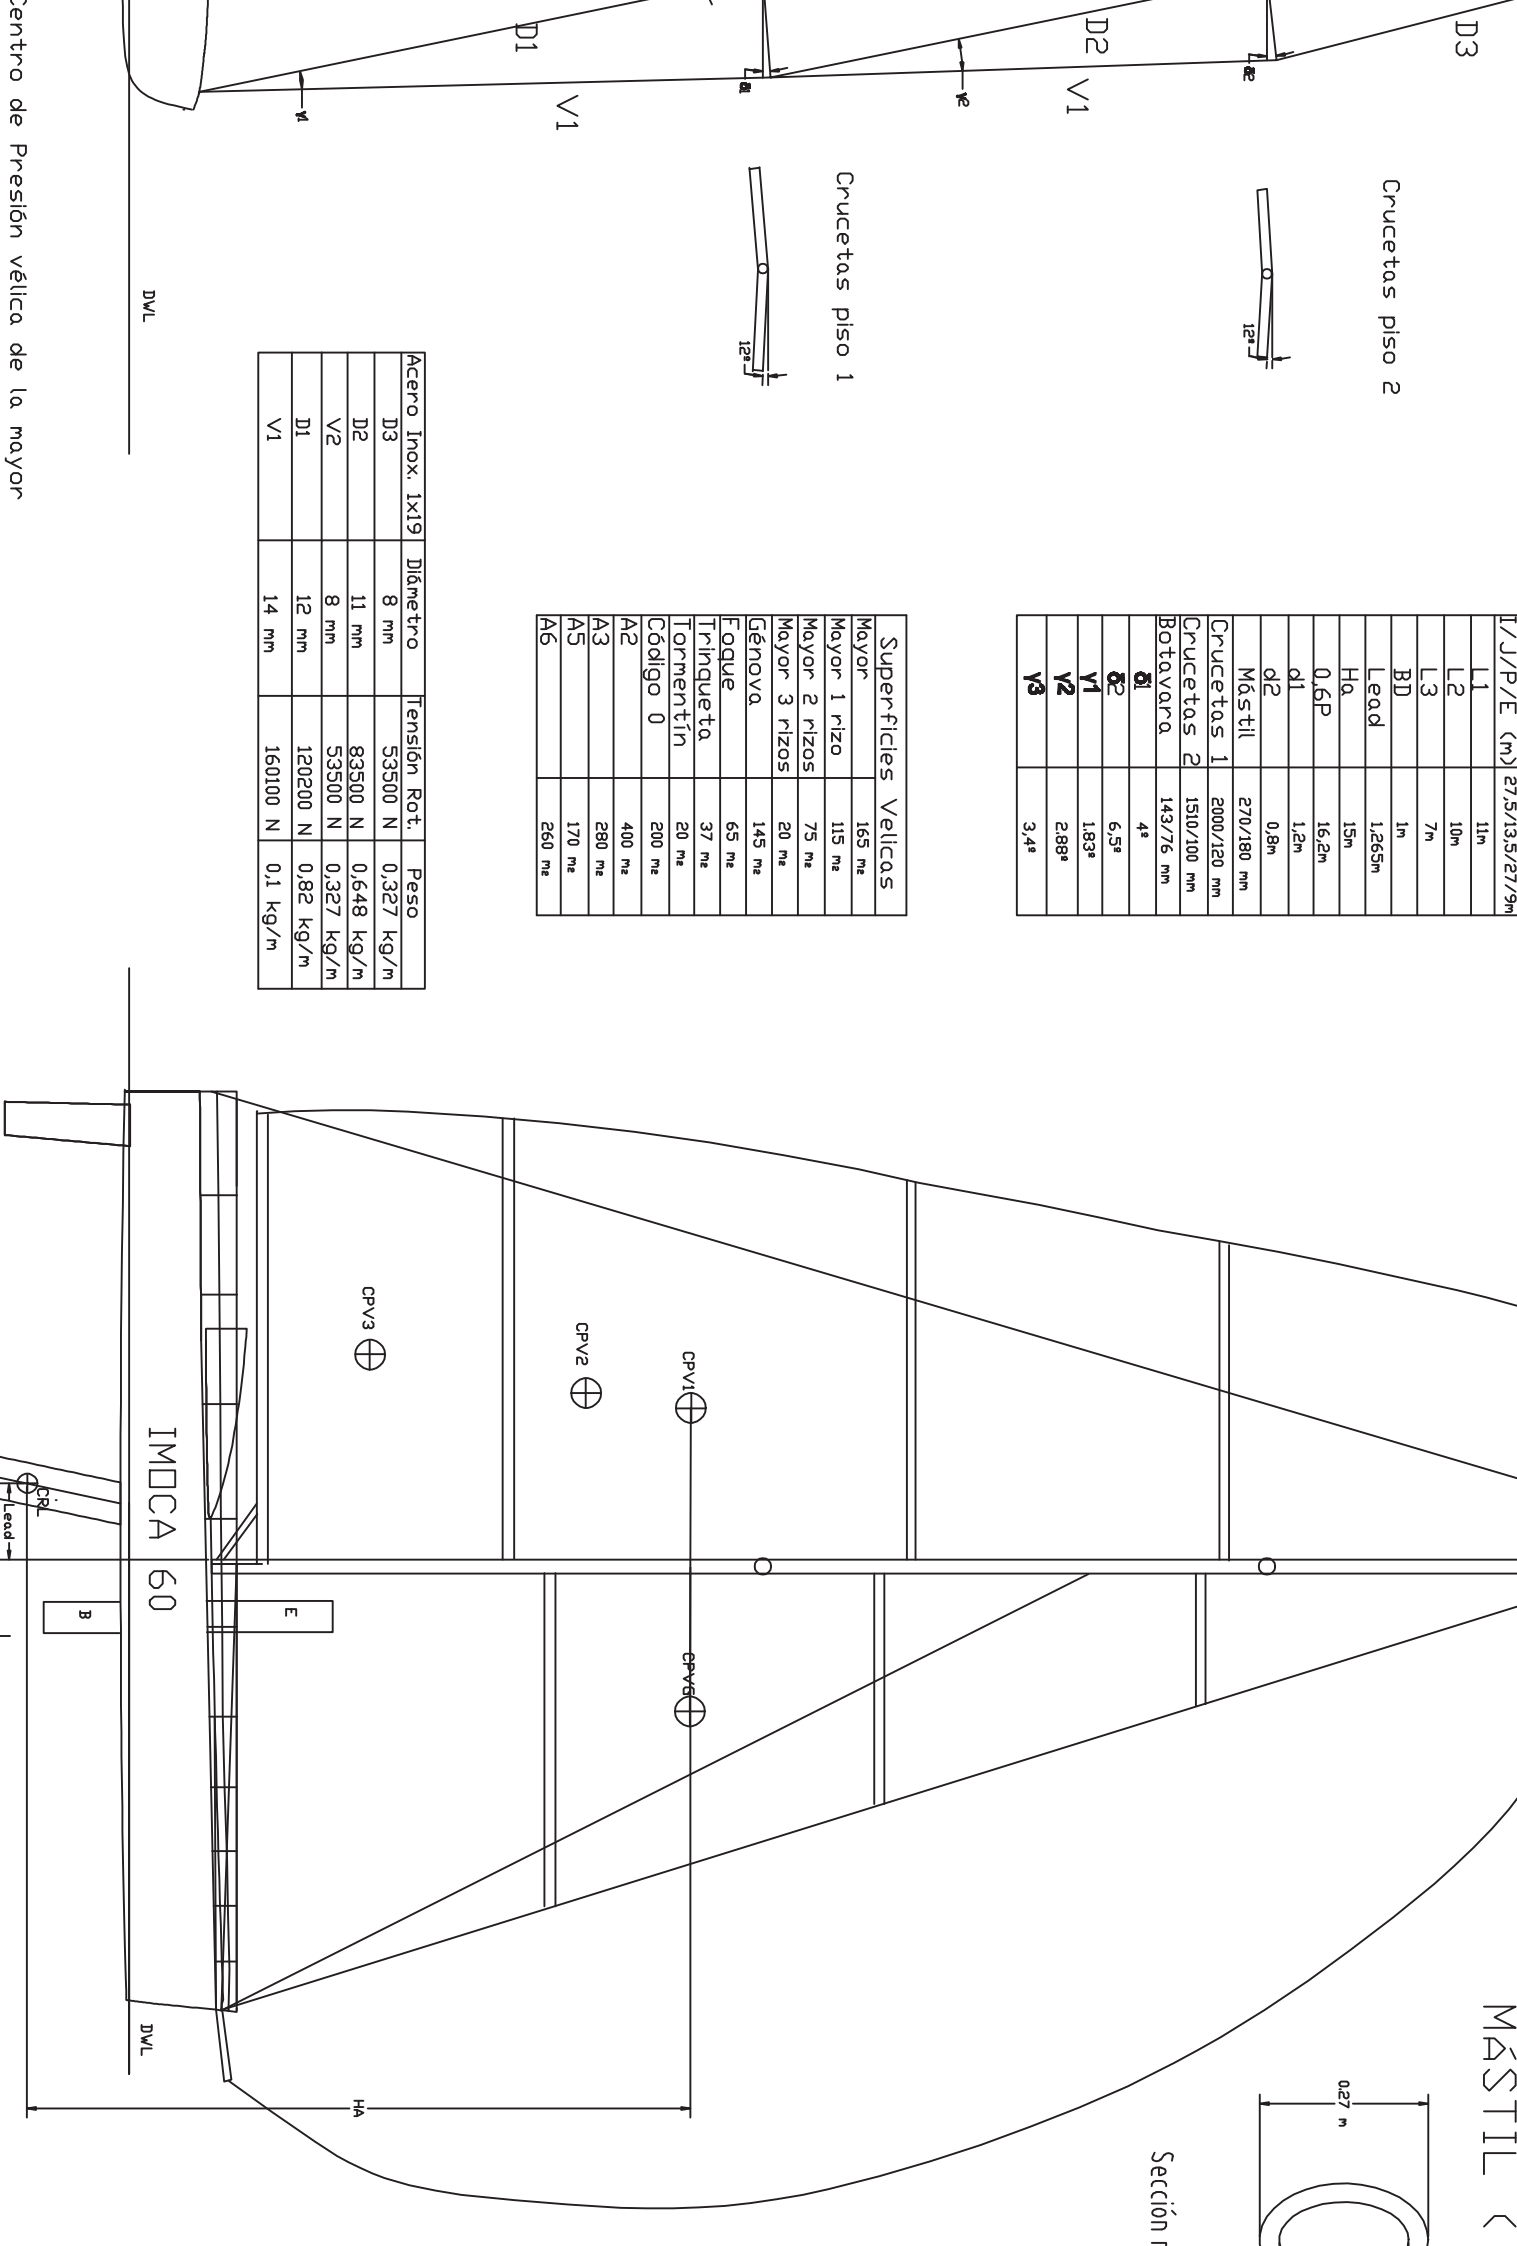 MÁSTIL (
I/J/P/E (m) 27,5/13,5/27/9m
L1 11m
L2 10m
L3 7m
BD 1m
Lead 1,265m
Ha 15m
0,6P 16,2m
d1 1,2m
d2 0,8m
Mástil 270/180 mm
Crucetas 1 2000/120 mm
Crucetas 2 1510/100 mm
Botavara 143/76 mm
δ1 4º
δ2 6,5º
γ1 1.83º
γ2 2.88º
γ3 3,4º
D3
Crucetas piso 2
12º
δ2
D2
V1
γ2
Crucetas piso 1
12º
δ1
D1
V1
γ1
Superficies Velicas
Mayor 165 m2
Mayor 1 rizo 115 m2
Mayor 2 rizos 75 m2
Mayor 3 rizos 20 m2
Génova 145 m2
Foque 65 m2
Trinqueta 37 m2
Tormentín 20 m2
Código 0 200 m2
A2 400 m2
A3 280 m2
A5 170 m2
A6 260 m2
Acero Inox. 1x19 Diámetro Tensión Rot. Peso
D3 8 mm 53500 N 0,327 kg/m
D2 11 mm 83500 N 0,648 kg/m
V2 8 mm 53500 N 0,327 kg/m
D1 12 mm 120200 N 0,82 kg/m
V1 14 mm 160100 N 0,1 kg/m
0.27 m
Sección
CPV1
CPVG
CPV2
CPV3
HA
E
IMOCA 60
DWL
DWL
B
CRL
Lead
Centro de Presión vélica de la mayor